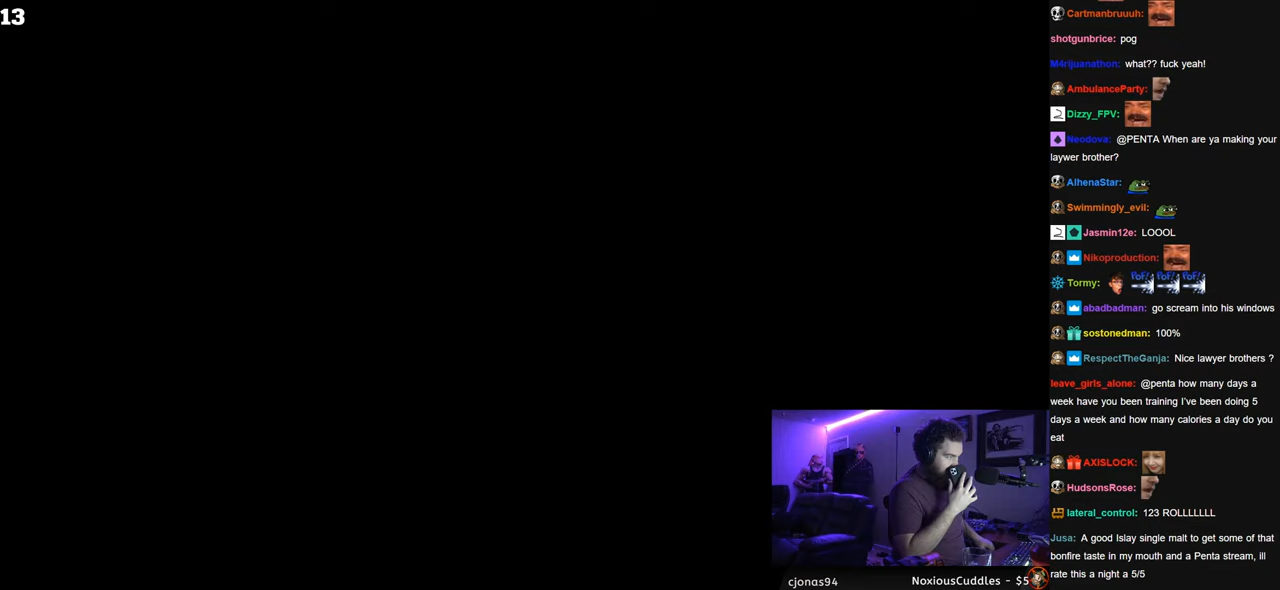 13
Cartmanbruuuh:
shotgunbrice: pog
M4rijuanathon: what?? fuck yeah!
AmbulanceParty:
Dizzy_FPV:
Neodova: @PENTA When are ya making your
laywer brother?
AlhenaStar:
Swimmingly_evil:
Jasmin12e: LOOOL
Nikoproduction:
Tormy:
abadbadman: go scream into his windows
sostonedman: 100%
RespectTheGanja: Nice lawyer brothers ?
leave_girls_alone: @penta how many days a
week have you been training I've been doing 5
days a week and how many calories a day do you
eat
AXISLOCK:
HudsonsRose:
lateral_control: 123 ROLLLLLLL
Jusa: A good Islay single malt to get some of that
bonfire taste in my mouth and a Penta stream, ill
rate this a night a 5/5
cjonas94
NoxiousCuddles - $5